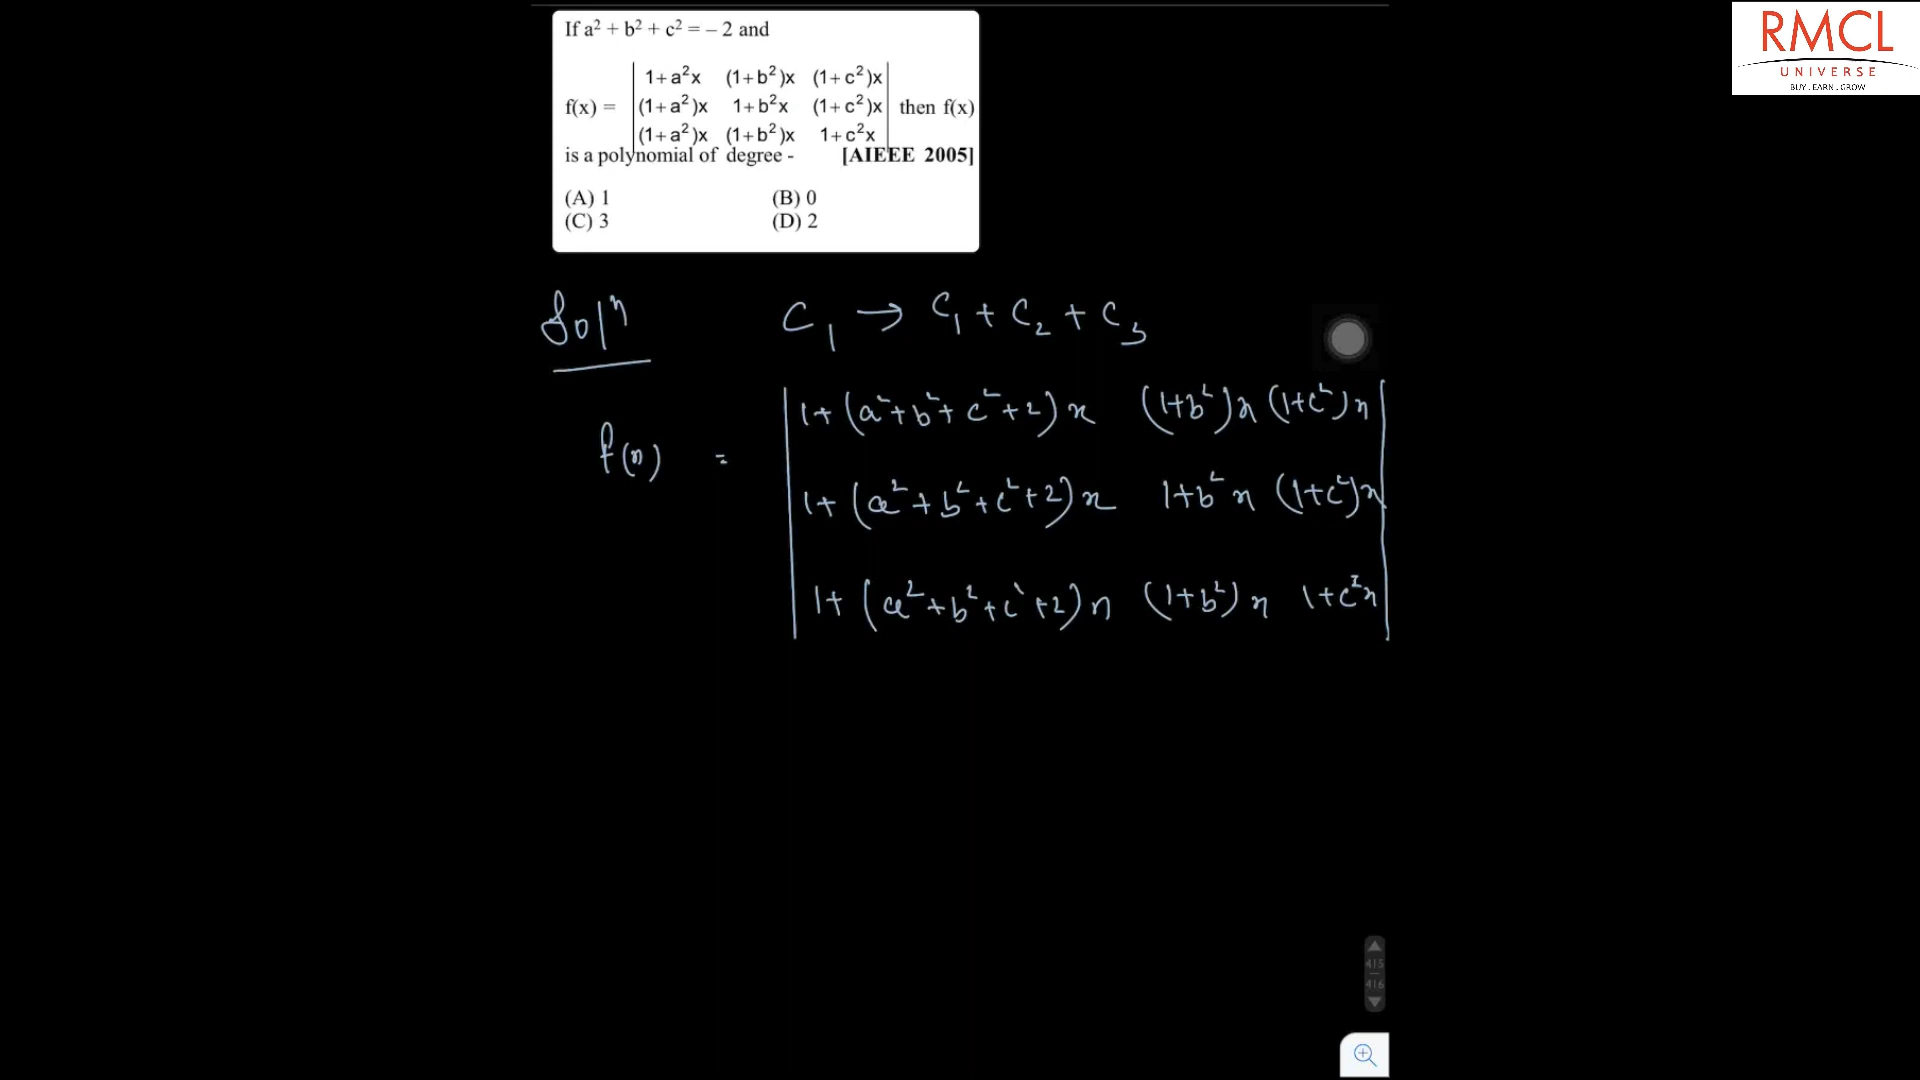 RMCL
UNIVERSE
BUY . EARN . GROW
If a² + b² + c² = – 2 and
f(x) = | 1+a²x (1+b²)x (1+c²)x |
| (1+a²)x 1+b²x (1+c²)x | then f(x)
| (1+a²)x (1+b²)x 1+c²x |
is a polynomial of degree - [AIEEE 2005]
(A) 1 (B) 0
(C) 3 (D) 2
Solⁿ C₁ → C₁ + C₂ + C₃
f(x) = | 1+(a²+b²+c²+2)x (1+b²)x (1+c²)x |
| 1+(a²+b²+c²+2)x 1+b²x (1+c²)x |
| 1+(a²+b²+c²+2)x (1+b²)x 1+c²x |
415
416